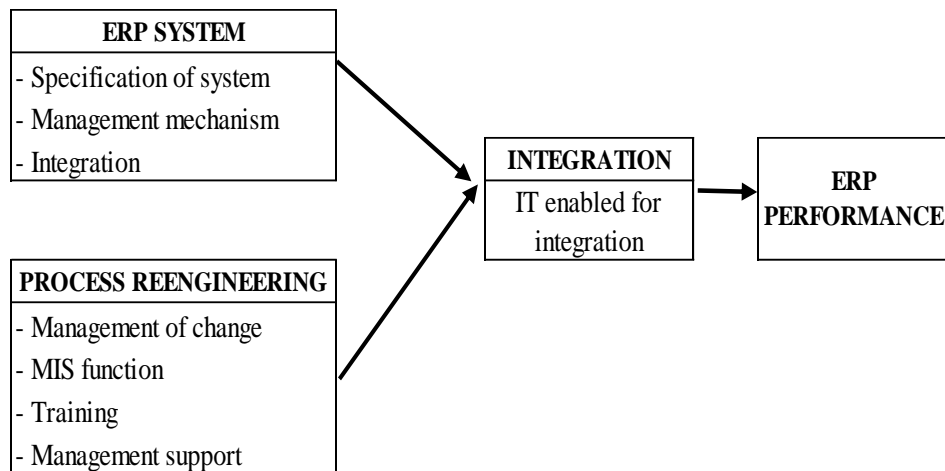 ERP SYSTEM
- Specification of system
- Management mechanism
- Integration
PROCESS REENGINEERING
- Management of change
- MIS function
- Training
- Management support
INTEGRATION
IT enabled for
integration
ERP
PERFORMANCE